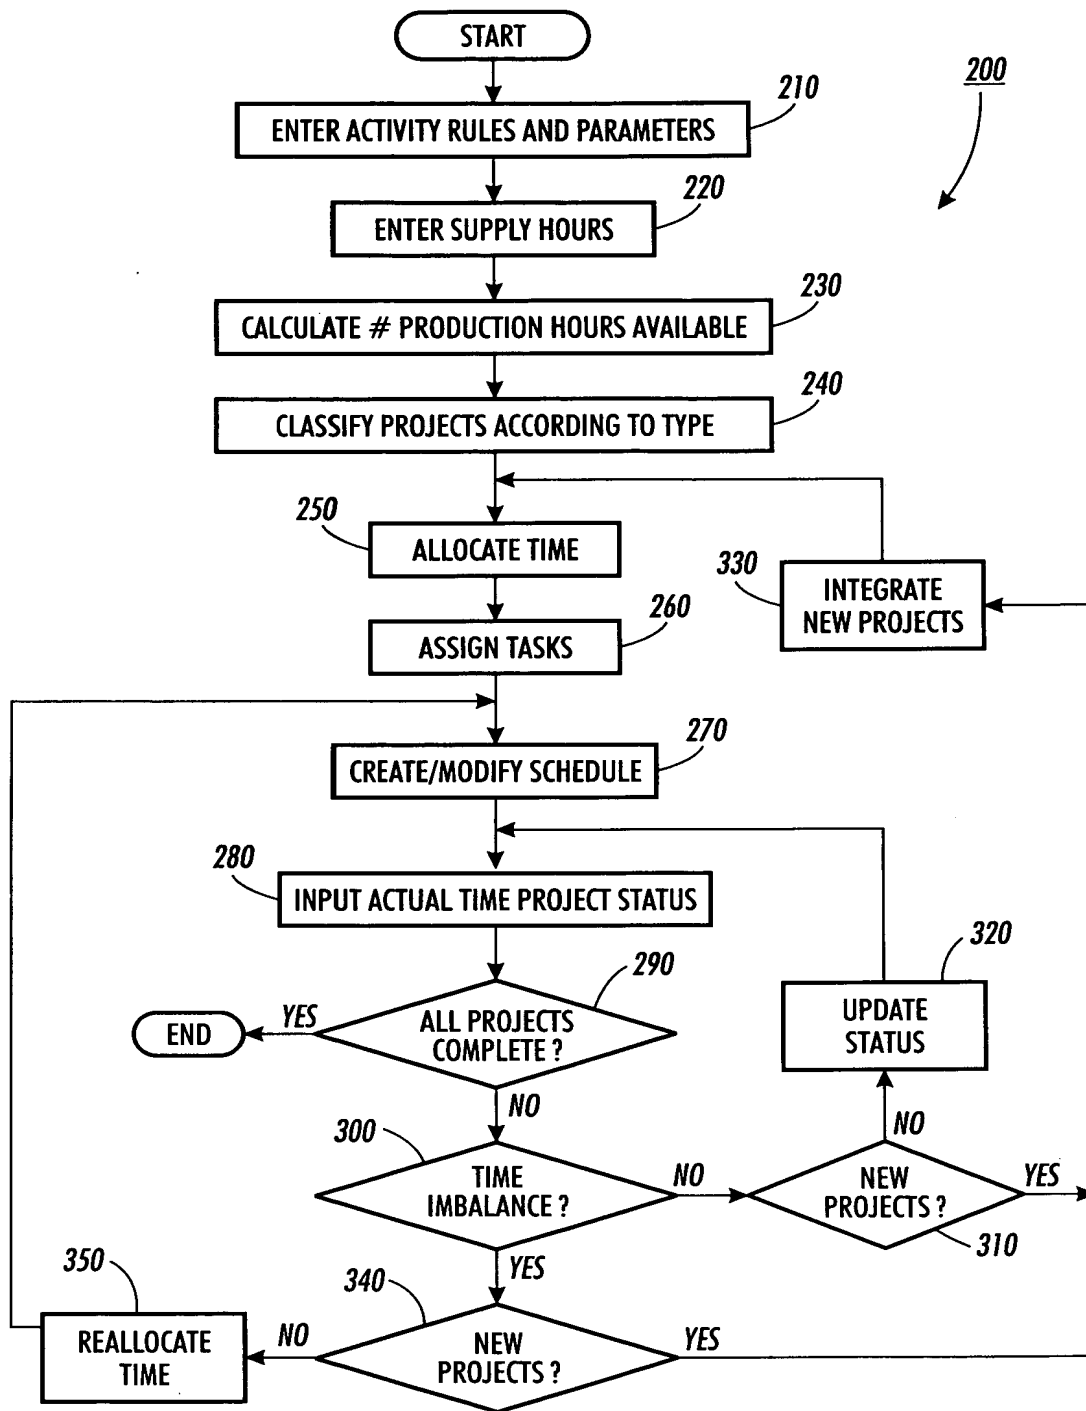 START
200
210
ENTER ACTIVITY RULES AND PARAMETERS
220
ENTER SUPPLY HOURS
230
CALCULATE # PRODUCTION HOURS AVAILABLE
240
CLASSIFY PROJECTS ACCORDING TO TYPE
250
ALLOCATE TIME
330
INTEGRATE
NEW PROJECTS
260
ASSIGN TASKS
270
CREATE/MODIFY SCHEDULE
280
INPUT ACTUAL TIME PROJECT STATUS
290
ALL PROJECTS
COMPLETE ?
YES
END
320
UPDATE
STATUS
NO
300
TIME
IMBALANCE ?
NO
NO
NEW
PROJECTS ?
YES
310
YES
340
NEW
PROJECTS ?
YES
NO
350
REALLOCATE
TIME